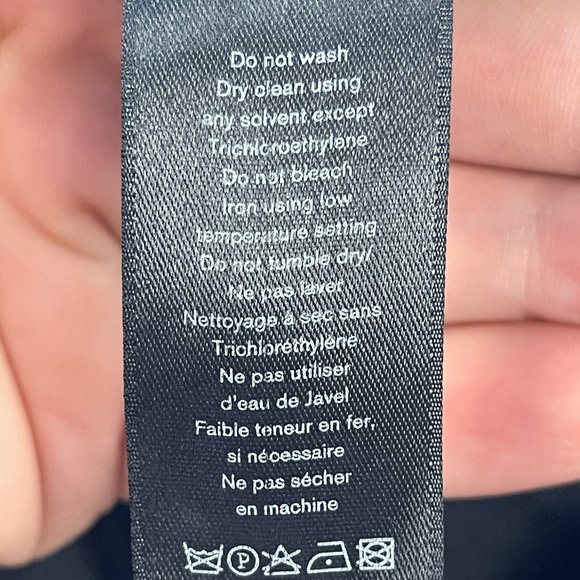 Do not wash
Dry clean using
any solvent except
Trichloroethylene
Do not bleach
Iron using low
temperature setting
Do not tumble dry/
Ne pas laver
Nettoyage à sec sans
Trichloréthylène
Ne pas utiliser
d'eau de Javel
Faible teneur en fer,
si nécessaire
Ne pas sécher
en machine
P